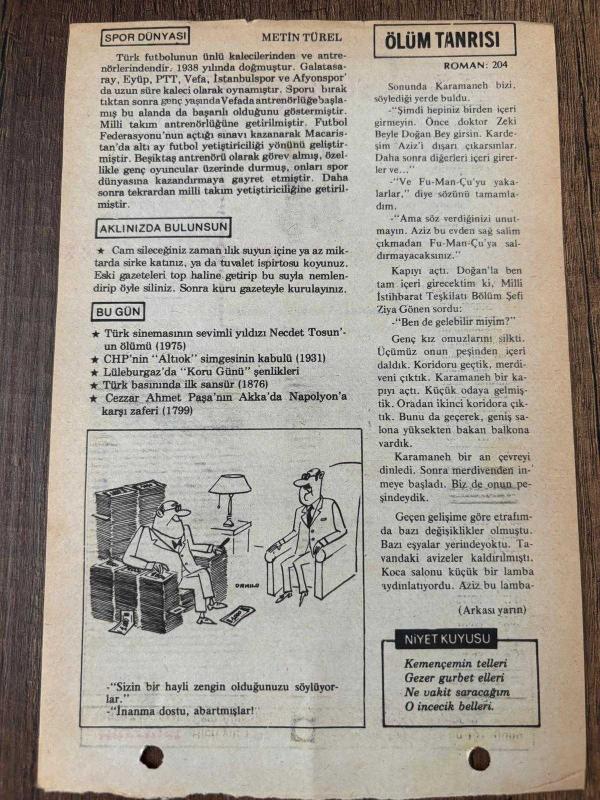 SPOR DÜNYASI
METİN TÜREL
Türk futbolunun ünlü kalecilerinden ve antre-
nörlerindendir. 1938 yılında doğmuştur. Galatasa-
ray, Eyüp, PTT, Vefa, İstanbulspor ve Afyonspor'
da uzun süre kaleci olarak oynamıştır. Sporu bırak
tıktan sonra genç yaşında Vefada antrenörlüğe başla-
mış bu alanda da başarılı olduğunu göstermiştir.
Milli takım antrenörlüğüne getirilmiştir. Futbol
Federasyonu'nun açtığı sınavı kazanarak Macaris-
tan'da altı ay futbol yetiştiriciliği yönünü geliştir-
miştir. Beşiktaş antrenörü olarak görev almış, özel-
likle genç oyuncular üzerinde durmuş, onları spor
dünyasına kazandırmaya gayret etmiştir. Daha
sonra tekrardan milli takım yetiştiriciliğine getiril-
miştir.
AKLINIZDA BULUNSUN
★ Cam sileceğiniz zaman ılık suyun içine ya az mik-
tarda sirke katınız, ya da tuvalet ispirtosu koyunuz.
Eski gazeteleri top haline getirip bu suyla nemlen-
dirip öyle siliniz. Sonra kuru gazeteyle kurulayınız.
BU GÜN
★ Türk sinemasının sevimli yıldızı Necdet Tosun'-
un ölümü (1975)
★ CHP'nin "Altıok" simgesinin kabulü (1931)
★ Lüleburgaz'da "Koru Günü" şenlikleri
★ Türk basınında ilk sansür (1876)
★ Cezzar Ahmet Paşa'nın Akka'da Napolyon'a
karşı zaferi (1799)
ORHİLO
-"Sizin bir hayli zengin olduğunuzu söylüyor-
lar."
-"İnanma dostu, abartmışlar!
ÖLÜM TANRISI
ROMAN: 204
Sonunda Karamaneh bizi,
söylediği yerde buldu.
-"Şimdi hepiniz birden içeri
girmeyin. Önce doktor Zeki
Beyle Doğan Bey girsin. Karde-
şim Aziz'i dışarı çıkarsımlar.
Daha sonra diğerleri içeri girer-
ler ve..."
-"Ve Fu-Man-Çu'yu yaka-
larlar," diye sözünü tamamla-
dım.
-"Ama söz verdiğinizi unut-
mayın. Aziz bu evden sağ salim
çıkmadan Fu-Man-Çu'ya sal-
dırmayacaksınız."
Kapıyı açtı. Doğan'la ben
tam içeri girecektim ki, Milli
İstihbarat Teşkilatı Bölüm Şefi
Ziya Gönen sordu:
-"Ben de gelebilir miyim?"
Genç kız omuzlarını silkti.
Üçümüz onun peşinden içeri
daldık. Koridoru geçtik, merdi-
veni çıktık. Karamaneh bir ka-
pıyı açtı. Küçük odaya gelmiş-
tik. Oradan ikinci koridora çık-
tık. Bunu da geçerek, geniş sa-
lona yüksekten bakan balkona
vardık.
Karamaneh bir an çevreyi
dinledi. Sonra merdivenden in-
meye başladı. Biz de onun pe-
şindeydik.
Geçen gelişime göre etrafın-
da bazı değişiklikler olmuştu.
Bazı eşyalar yerindeyoktu. Ta-
vandaki avizeler kaldırılmıştı.
Koca salonu küçük bir lamba
aydınlatıyordu. Aziz bu lamba-
(Arkası yarın)
NİYET KUYUSU
Kemençemin telleri
Gezer gurbet elleri
Ne vakit saracağım
O incecik belleri.